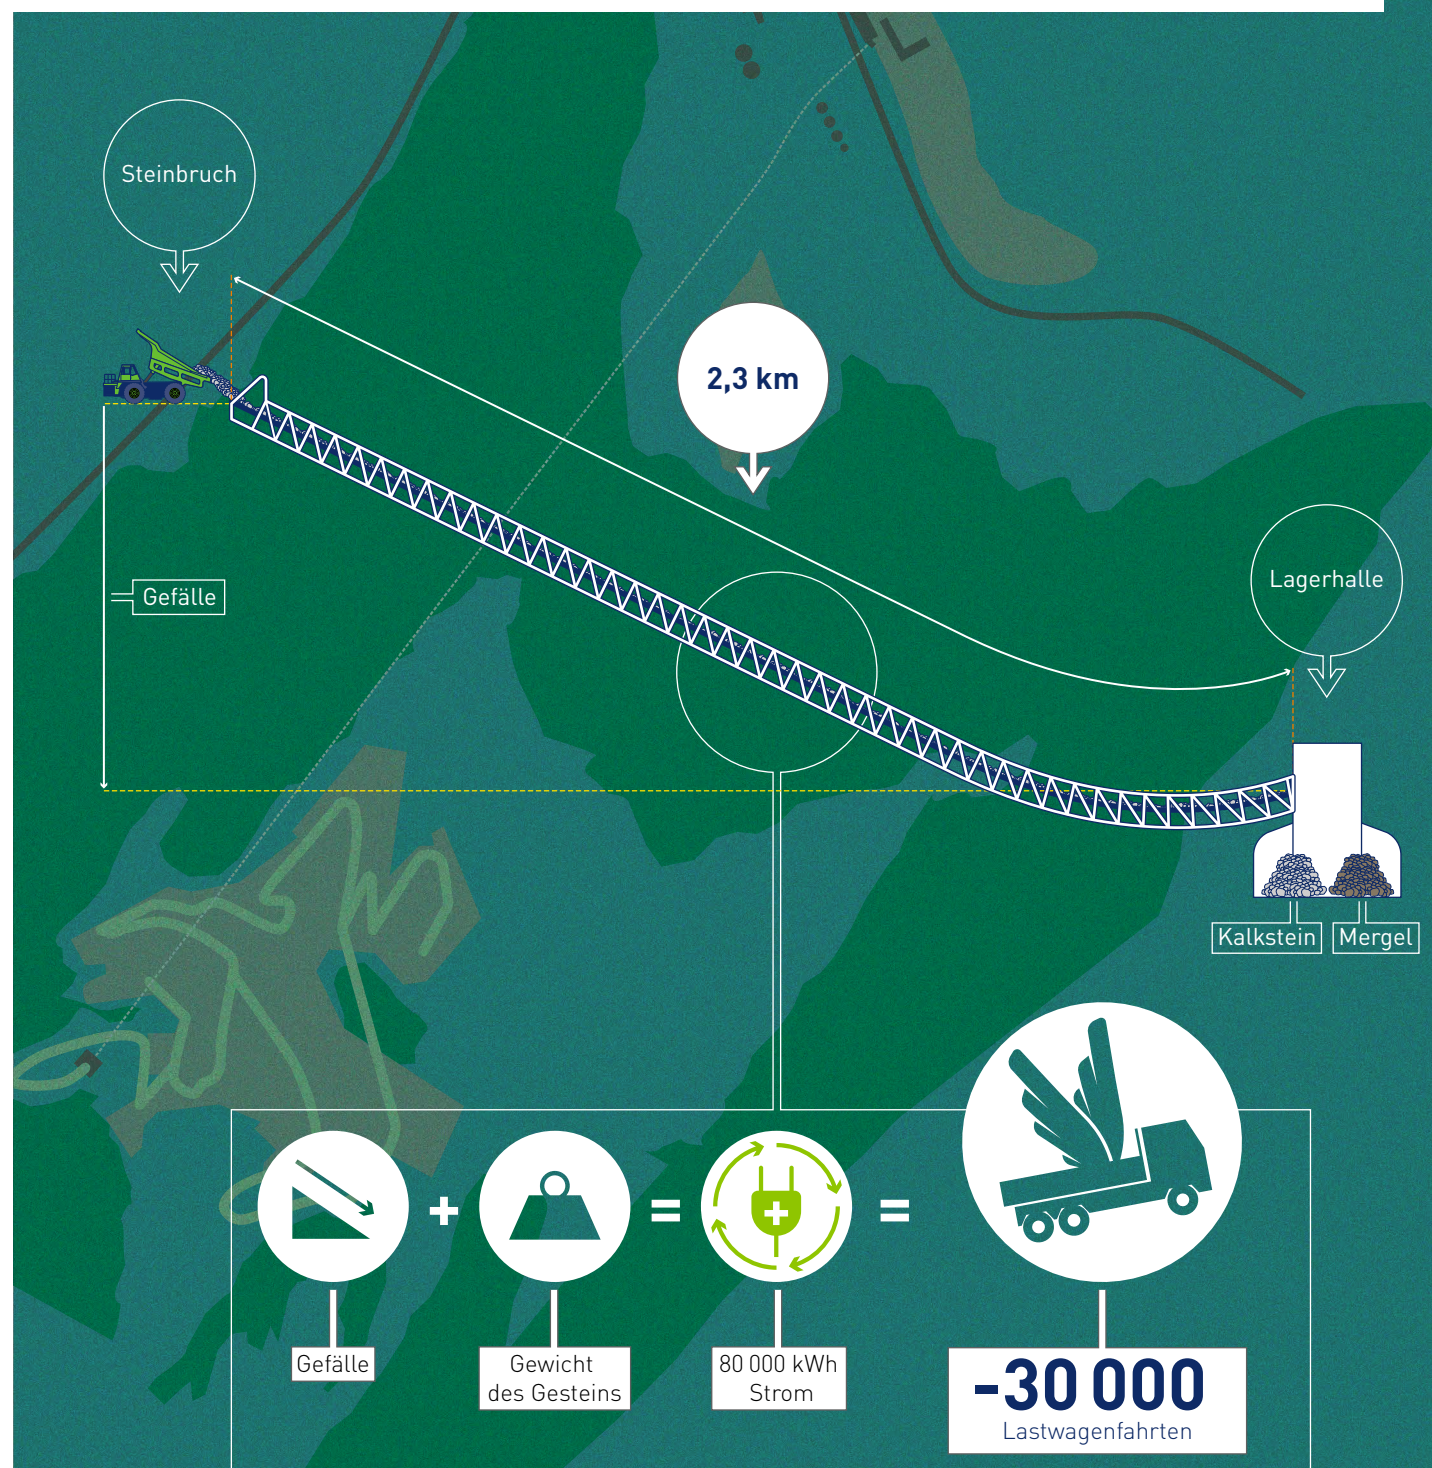 Steinbruch
2,3 km
Gefälle
Lagerhalle
Kalkstein
Mergel
Gefälle
Gewicht
des Gesteins
80 000 kWh
Strom
-30 000
Lastwagenfahrten